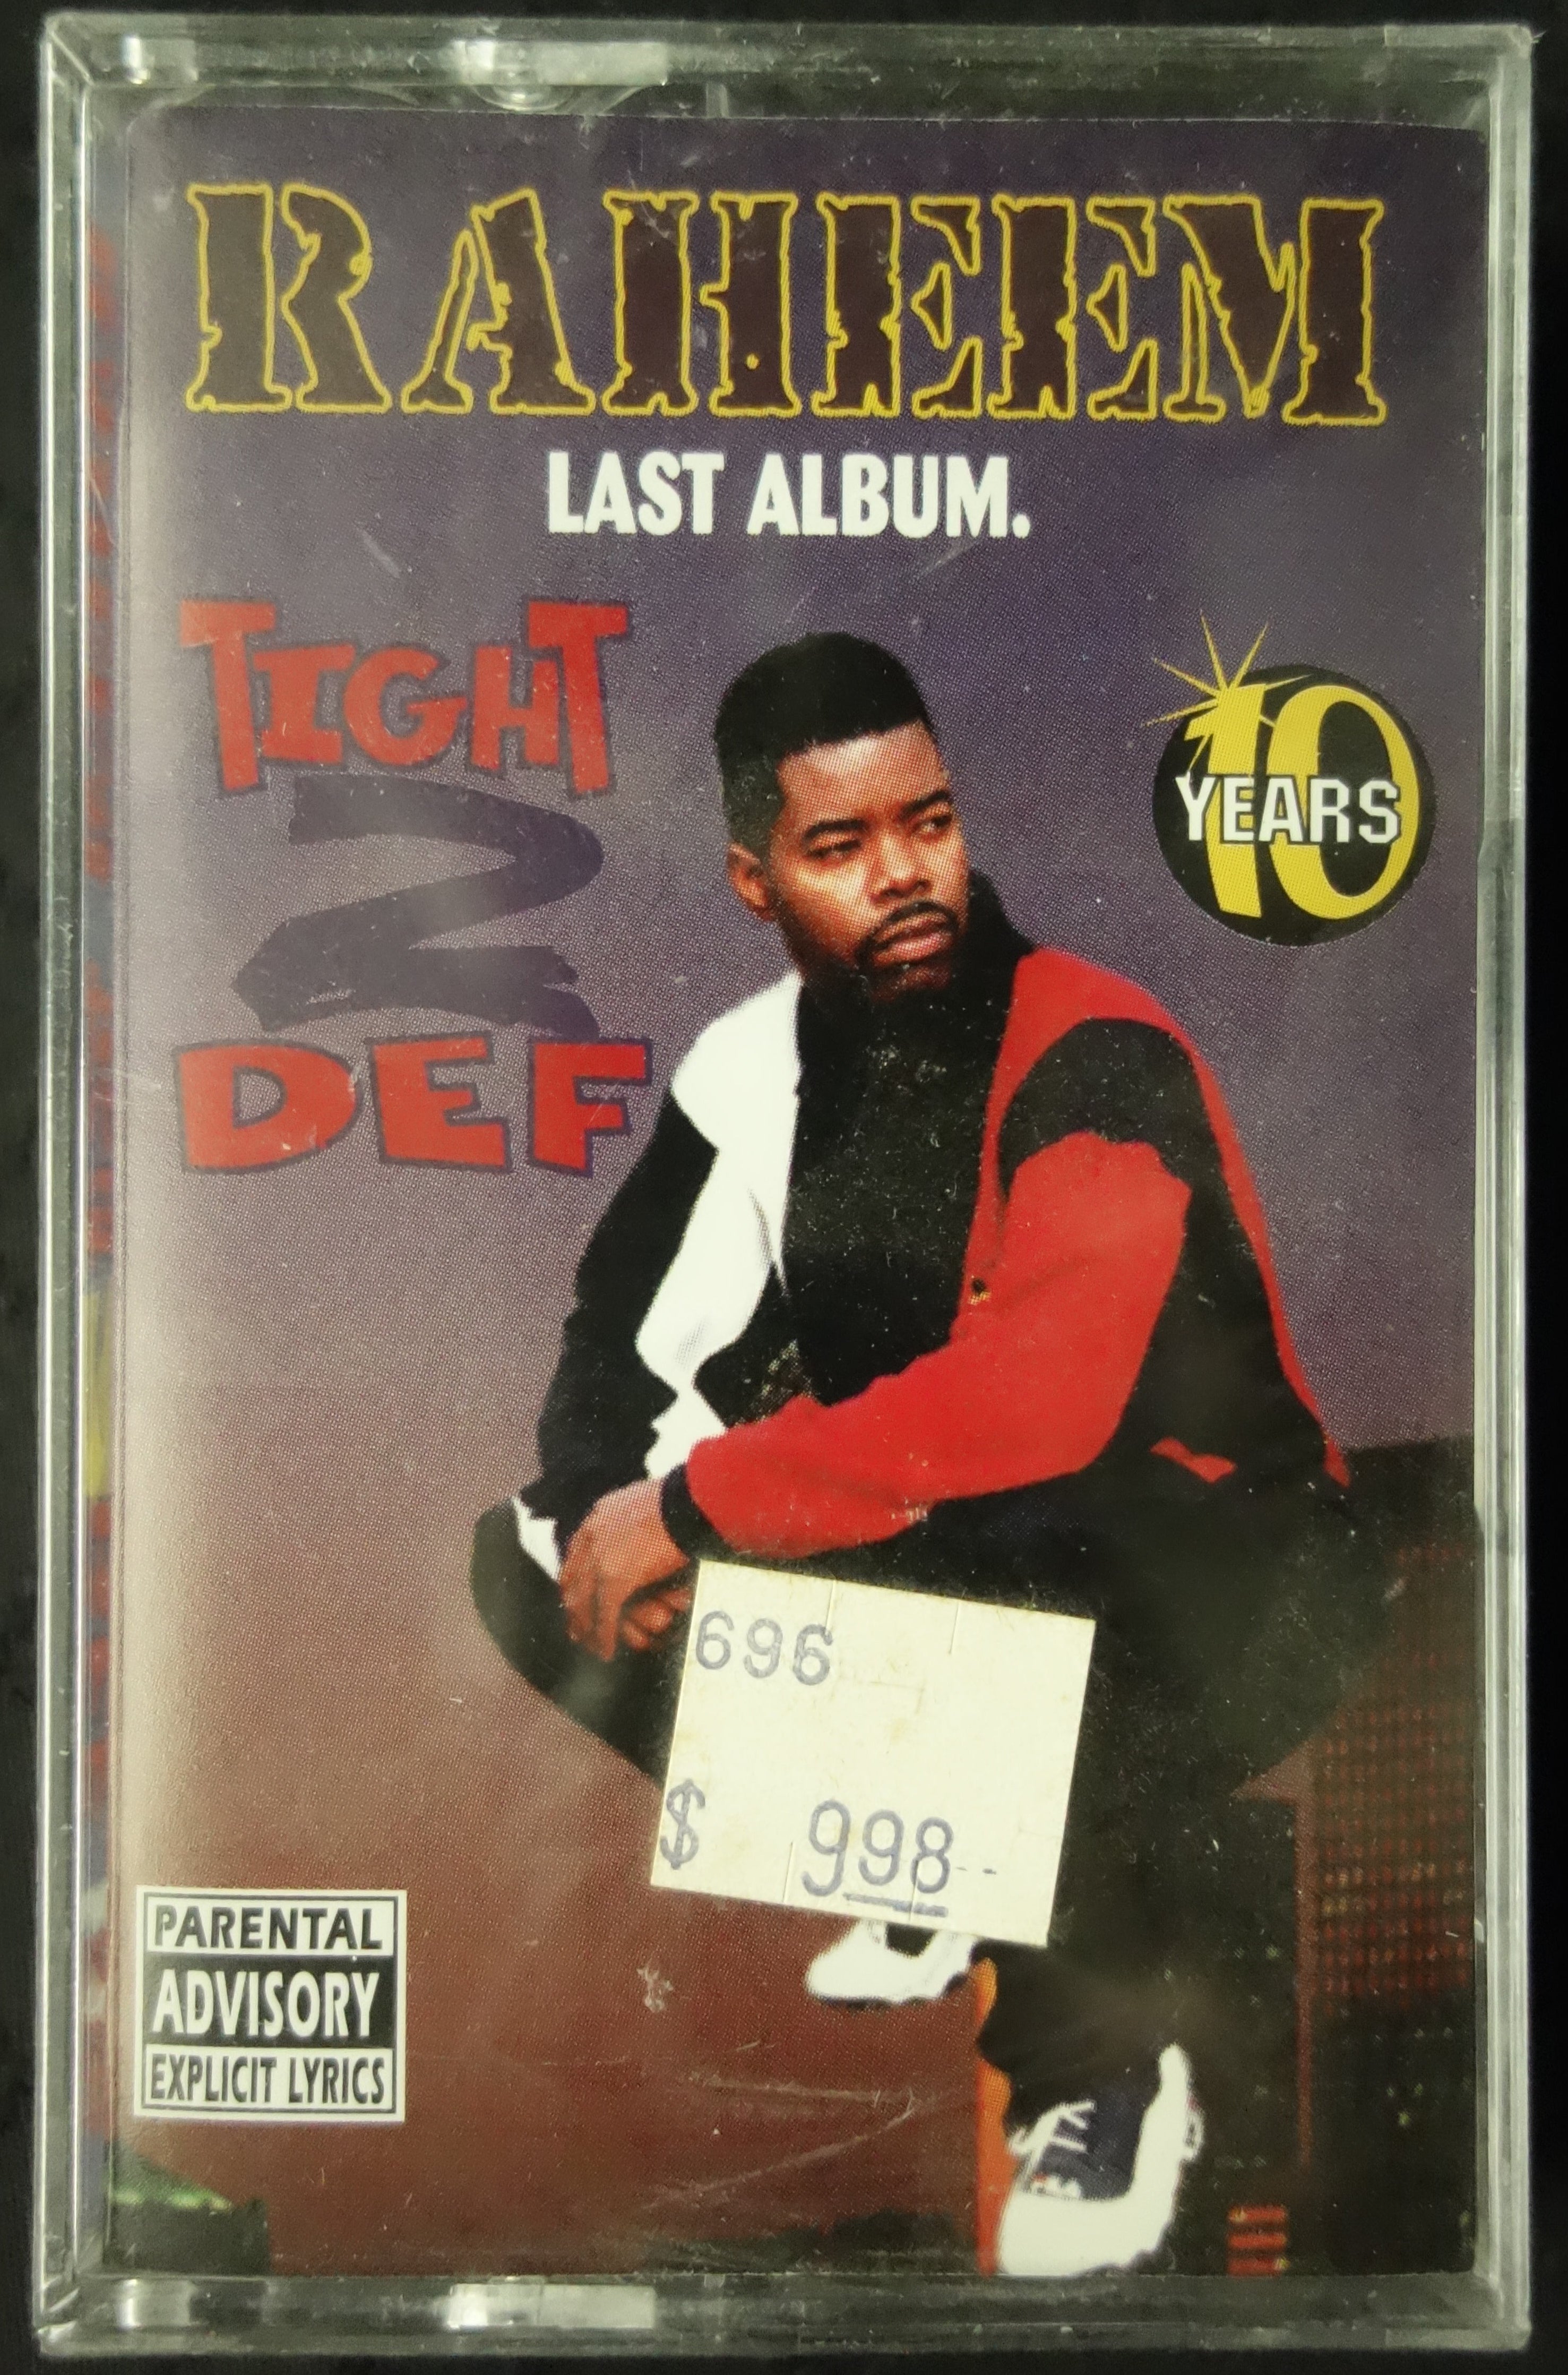 RAHEEM
LAST ALBUM.
TIGHT
2
DEF
10
YEARS
696
$ 998
PARENTAL
ADVISORY
EXPLICIT LYRICS